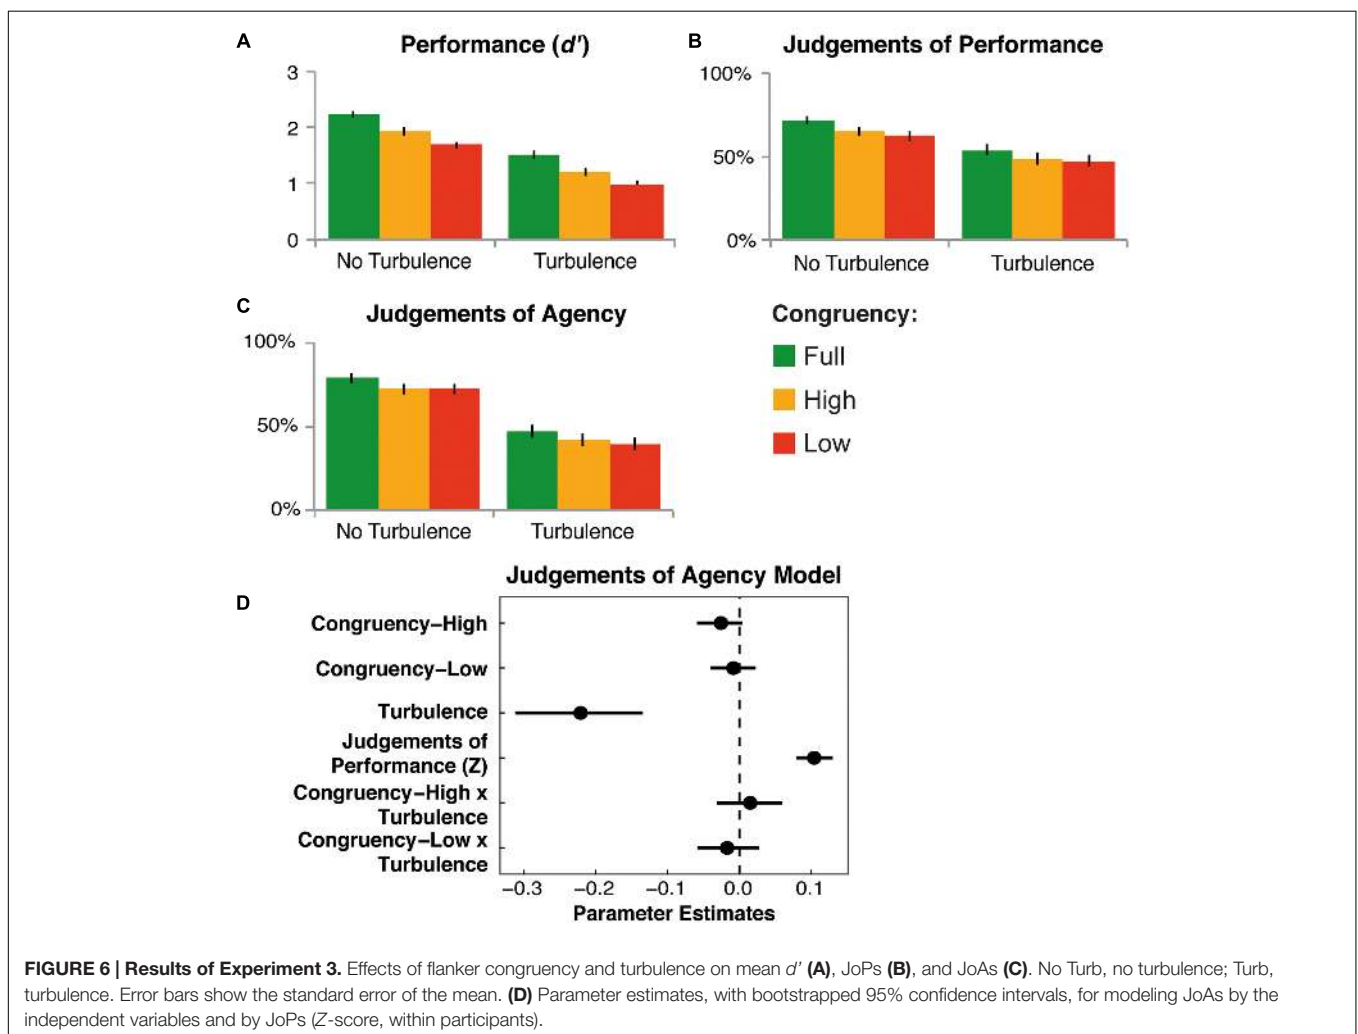 A
Performance (d')
3
2
1
0
No Turbulence
Turbulence
B
Judgements of Performance
100%
50%
0%
No Turbulence
Turbulence
C
Judgements of Agency
100%
50%
0%
No Turbulence
Turbulence
Congruency:
Full
High
Low
D
Judgements of Agency Model
Congruency–High
Congruency–Low
Turbulence
Judgements of
Performance (Z)
Congruency–High x
Turbulence
Congruency–Low x
Turbulence
−0.3 −0.2 −0.1 0.0 0.1
Parameter Estimates
FIGURE 6 | Results of Experiment 3. Effects of flanker congruency and turbulence on mean d' (A), JoPs (B), and JoAs (C). No Turb, no turbulence; Turb,
turbulence. Error bars show the standard error of the mean. (D) Parameter estimates, with bootstrapped 95% confidence intervals, for modeling JoAs by the
independent variables and by JoPs (Z-score, within participants).